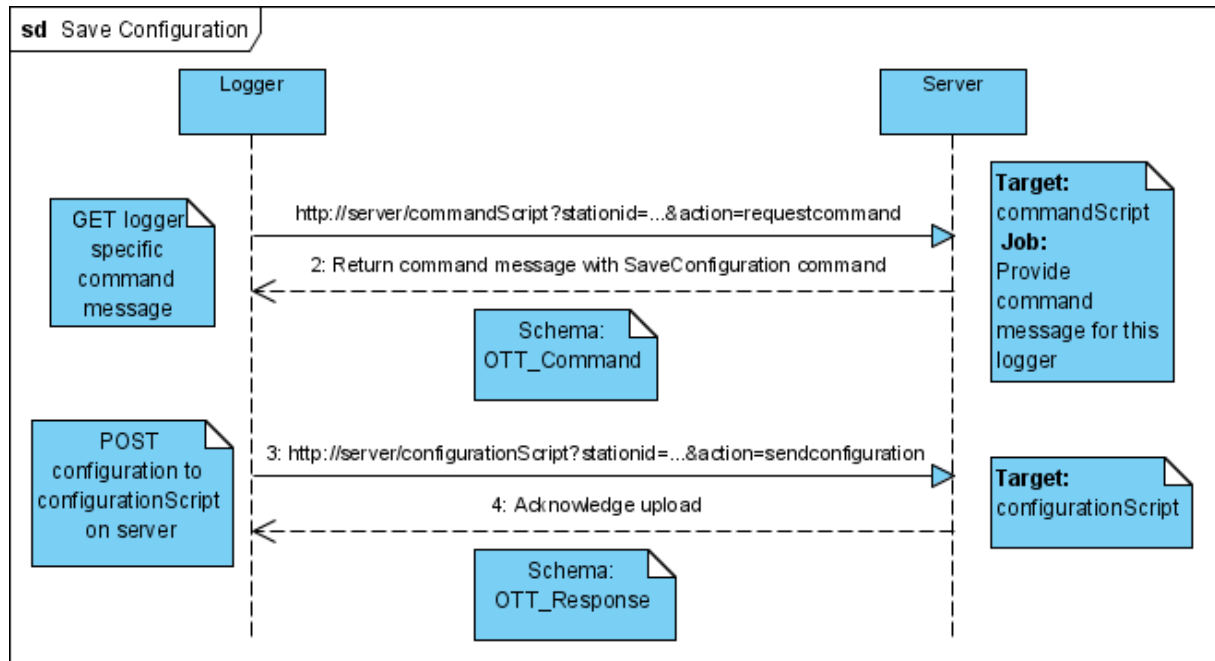 sd Save Configuration
Logger
Server
GET logger
specific
command
message
http://server/commandScript?stationid=...&action=requestcommand
2: Return command message with SaveConfiguration command
Schema:
OTT_Command
Target:
commandScript
Job:
Provide
command
message for this
logger
POST
configuration to
configurationScript
on server
3: http://server/configurationScript?stationid=...&action=sendconfiguration
4: Acknowledge upload
Schema:
OTT_Response
Target:
configurationScript